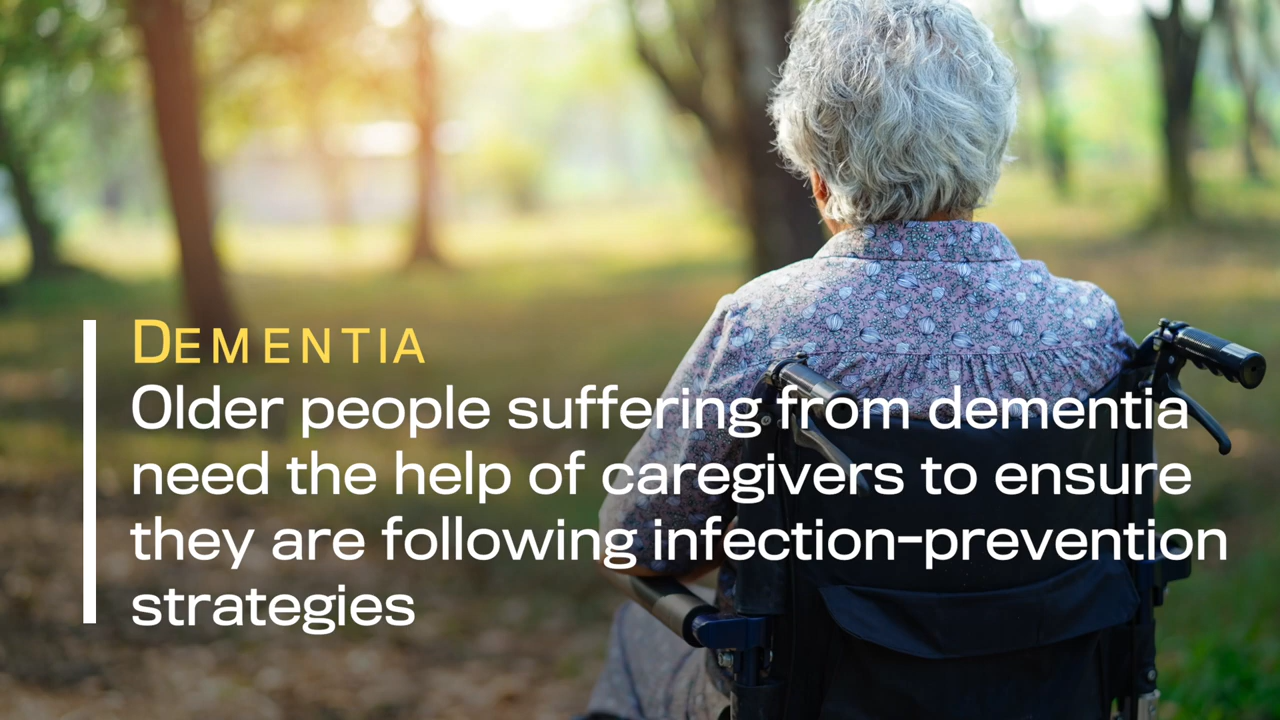 DEMENTIA
Older people suffering from dementia
need the help of caregivers to ensure
they are following infection-prevention
strategies